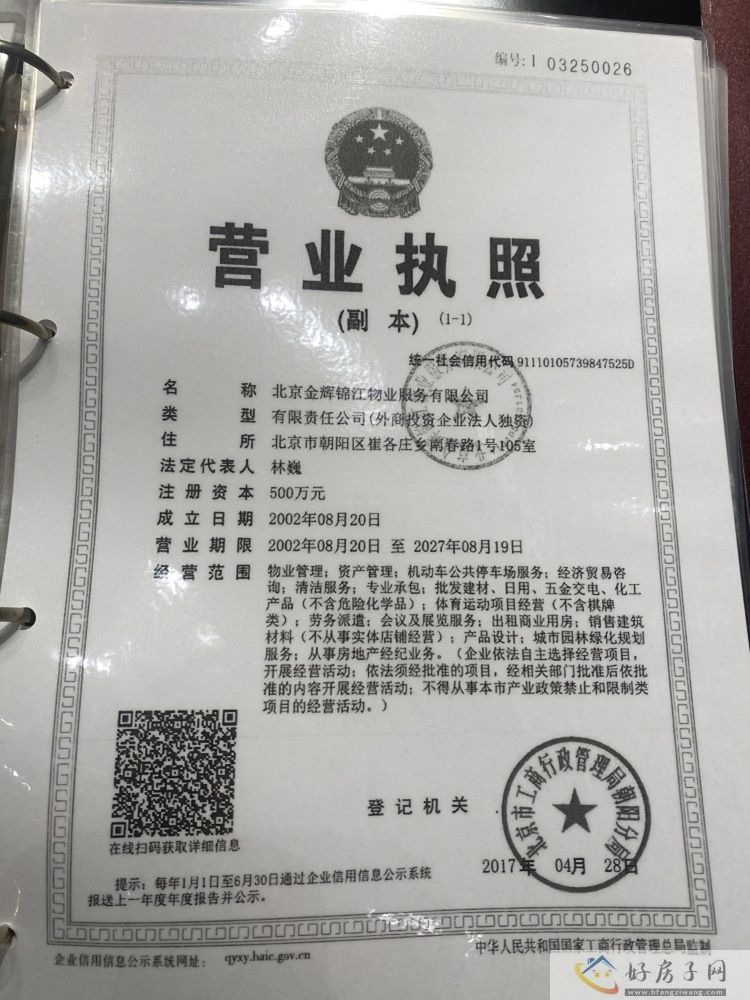 编号:I 03250026
营业执照
(副 本) (1-1)
统一社会信用代码 91110105739847525D
名 称 北京金辉锦江物业服务有限公司
类 型 有限责任公司(外商投资企业法人独资)
住 所 北京市朝阳区崔各庄乡南春路1号105室
法定代表人 林巍
注册资本 500万元
成立日期 2002年08月20日
营业期限 2002年08月20日 至 2027年08月19日
经营范围 物业管理；资产管理；机动车公共停车场服务；经济贸易咨
询；清洁服务；专业承包；批发建材、日用、五金交电、化工
产品（不含危险化学品）；体育运动项目经营（不含棋牌
类）；劳务派遣；会议及展览服务；出租商业用房；销售建筑
材料（不从事实体店铺经营）；产品设计；城市园林绿化规划
服务；从事房地产经纪业务。（企业依法自主选择经营项目，
开展经营活动；依法须经批准的项目，经相关部门批准后依批
准的内容开展经营活动；不得从事本市产业政策禁止和限制类
项目的经营活动。）
在线扫码获取详细信息
登记机关
北京市工商行政管理局朝阳分局
2017年 04月 28日
提示：每年1月1日至6月30日通过企业信用信息公示系统
报送上一年度年度报告并公示。
企业信用信息公示系统网址： qyxy.baic.gov.cn
中华人民共和国国家工商行政管理总局监制
好房子网
www.hfangziwang.com